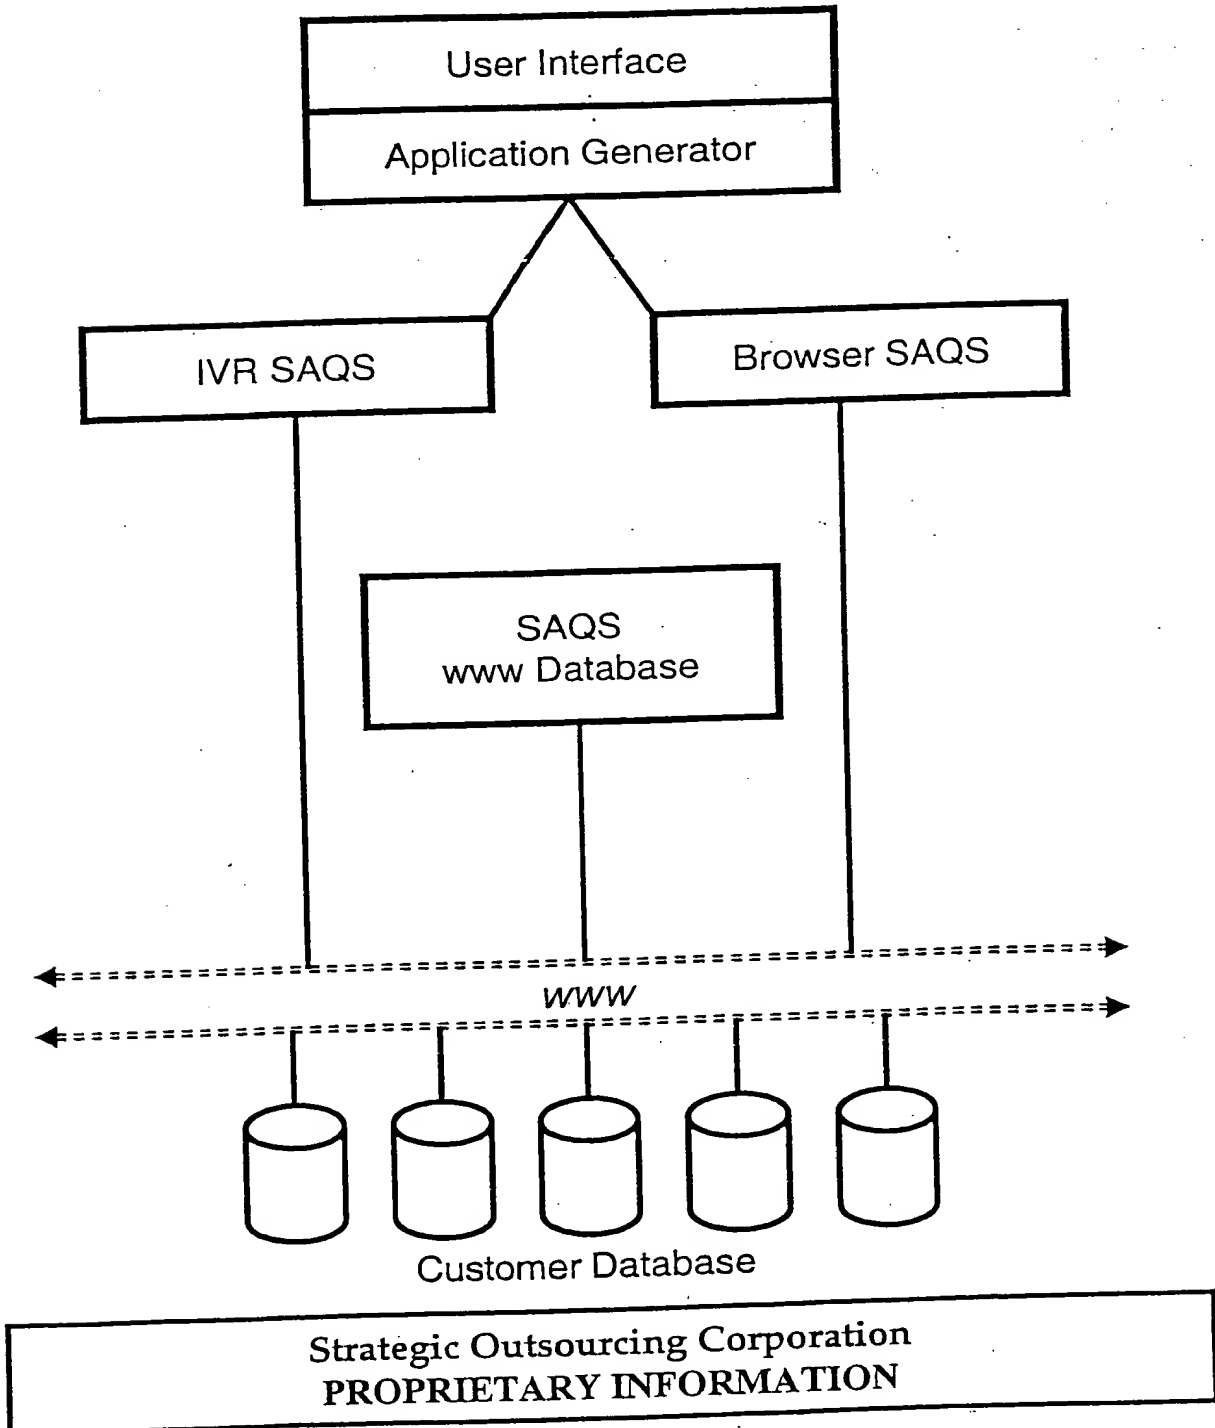 User Interface
Application Generator
IVR SAQS
Browser SAQS
SAQS
www Database
www
Customer Database
Strategic Outsourcing Corporation
PROPRIETARY INFORMATION